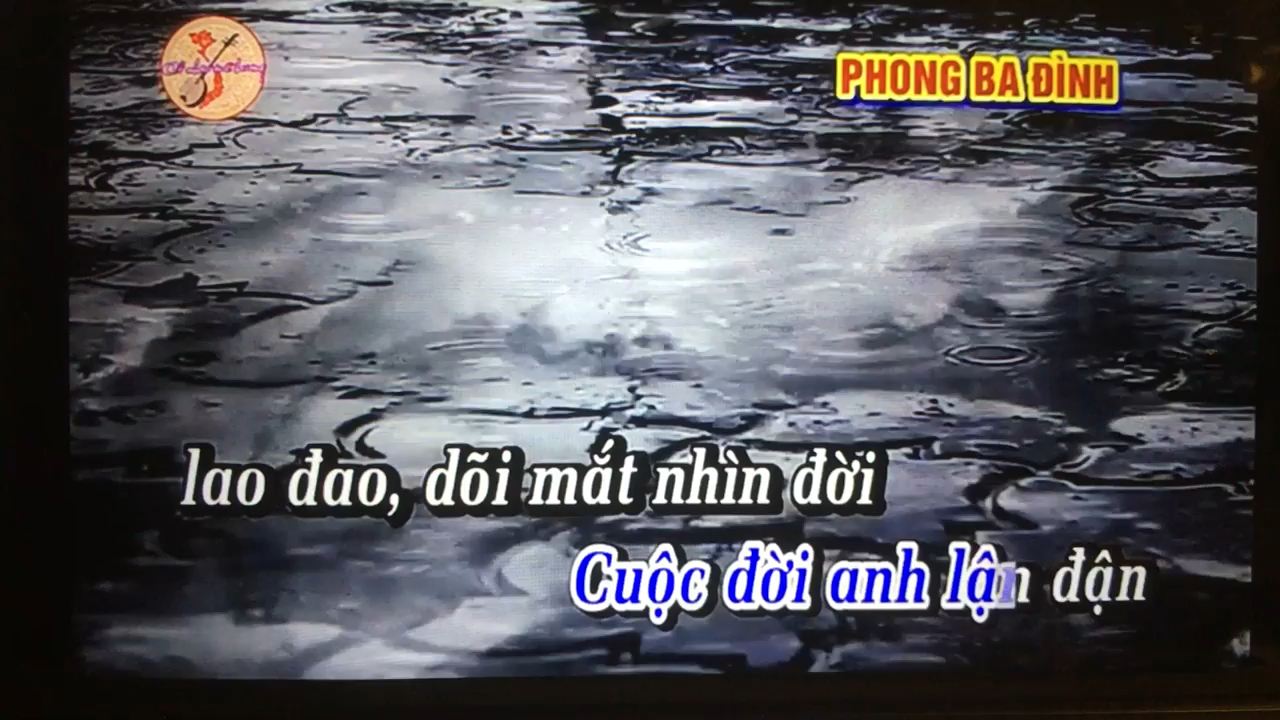 PHONG BA ĐÌNH
lao đao, dõi mắt nhìn đời
Cuộc đời anh lận đận